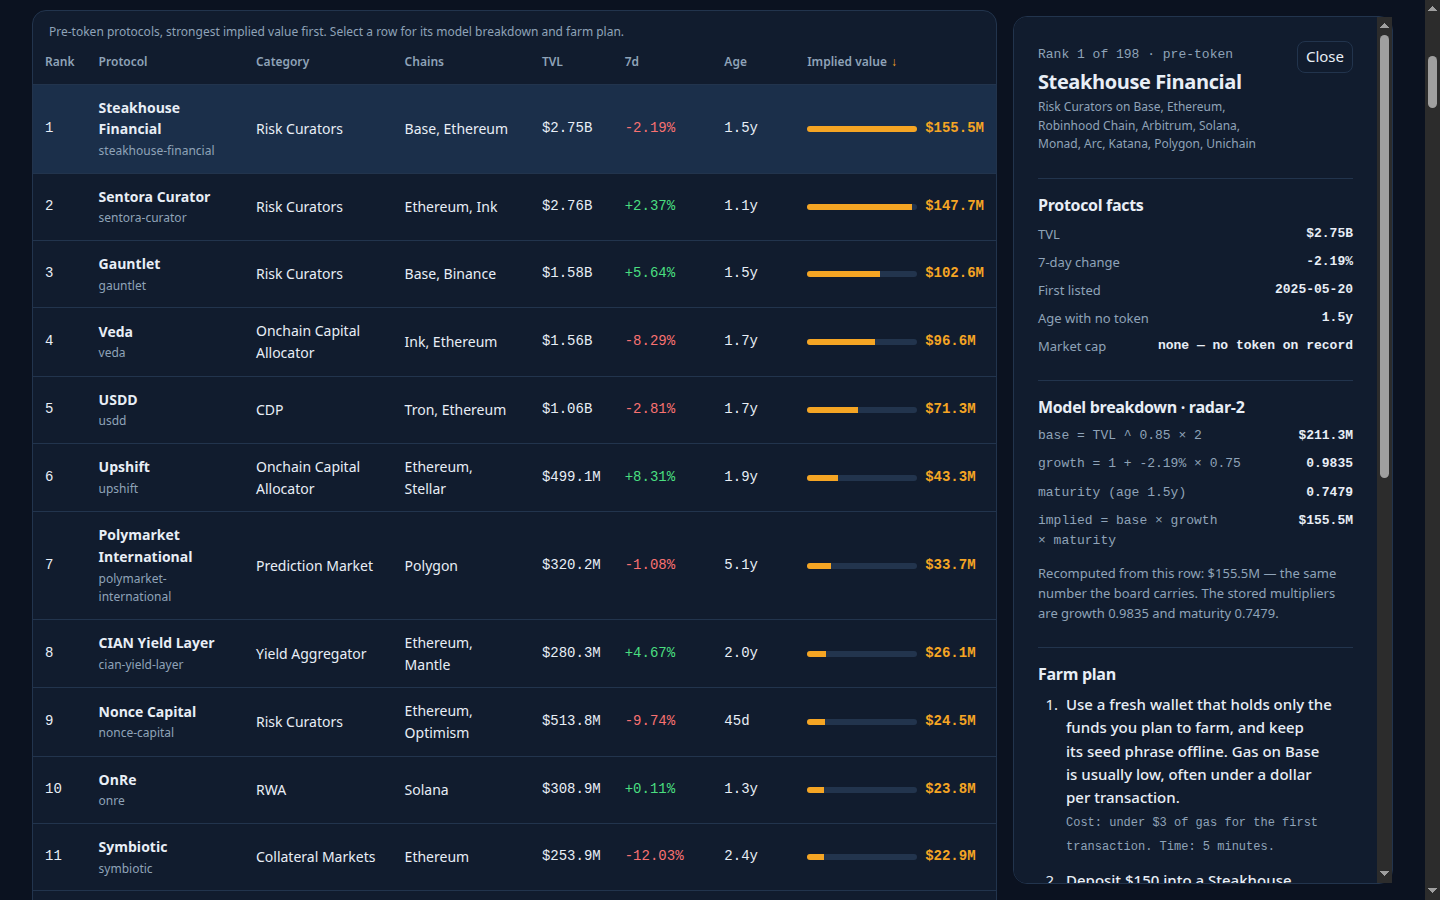 Pre-token protocols, strongest implied value first. Select a row for its model breakdown and farm plan.
Rank Protocol Category Chains TVL 7d Age Implied value ↓
1 Steakhouse Financial steakhouse-financial Risk Curators Base, Ethereum $2.75B -2.19% 1.5y $155.5M
2 Sentora Curator sentora-curator Risk Curators Ethereum, Ink $2.76B +2.37% 1.1y $147.7M
3 Gauntlet gauntlet Risk Curators Base, Binance $1.58B +5.64% 1.5y $102.6M
4 Veda veda Onchain Capital Allocator Ink, Ethereum $1.56B -8.29% 1.7y $96.6M
5 USDD usdd CDP Tron, Ethereum $1.06B -2.81% 1.7y $71.3M
6 Upshift upshift Onchain Capital Allocator Ethereum, Stellar $499.1M +8.31% 1.9y $43.3M
7 Polymarket International polymarket-international Prediction Market Polygon $320.2M -1.08% 5.1y $33.7M
8 CIAN Yield Layer cian-yield-layer Yield Aggregator Ethereum, Mantle $280.3M +4.67% 2.0y $26.1M
9 Nonce Capital nonce-capital Risk Curators Ethereum, Optimism $513.8M -9.74% 45d $24.5M
10 OnRe onre RWA Solana $308.9M +0.11% 1.3y $23.8M
11 Symbiotic symbiotic Collateral Markets Ethereum $253.9M -12.03% 2.4y $22.9M
Rank 1 of 198 · pre-token
Close
Steakhouse Financial
Risk Curators on Base, Ethereum,
Robinhood Chain, Arbitrum, Solana,
Monad, Arc, Katana, Polygon, Unichain
Protocol facts
TVL $2.75B
7-day change -2.19%
First listed 2025-05-20
Age with no token 1.5y
Market cap none — no token on record
Model breakdown · radar-2
base = TVL ^ 0.85 × 2 $211.3M
growth = 1 + -2.19% × 0.75 0.9835
maturity (age 1.5y) 0.7479
implied = base × growth $155.5M
× maturity
Recomputed from this row: $155.5M — the same
number the board carries. The stored multipliers
are growth 0.9835 and maturity 0.7479.
Farm plan
1. Use a fresh wallet that holds only the
funds you plan to farm, and keep
its seed phrase offline. Gas on Base
is usually low, often under a dollar
per transaction.
Cost: under $3 of gas for the first
transaction. Time: 5 minutes.
2. Deposit $150 into a Steakhouse